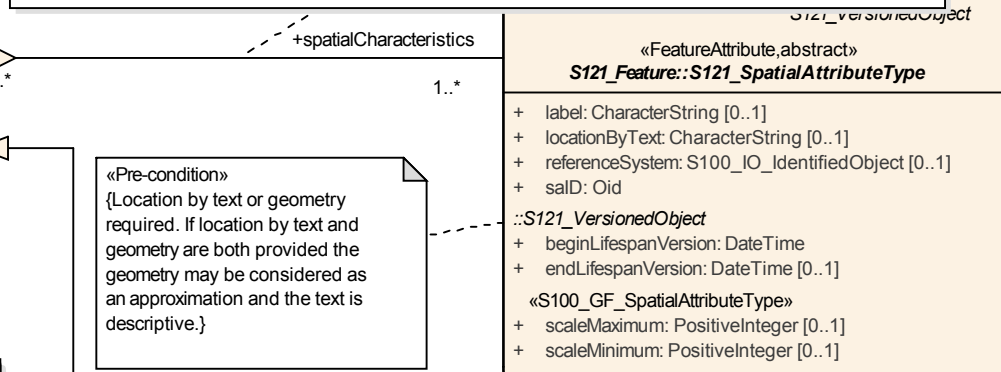 S121_VersionedObject
+spatialCharacteristics
1..*
.*
«FeatureAttribute,abstract»
S121_Feature::S121_SpatialAttributeType
+ label: CharacterString [0..1]
+ locationByText: CharacterString [0..1]
+ referenceSystem: S100_IO_IdentifiedObject [0..1]
+ saID: Oid
::S121_VersionedObject
+ beginLifespanVersion: DateTime
+ endLifespanVersion: DateTime [0..1]
«S100_GF_SpatialAttributeType»
+ scaleMaximum: PositiveInteger [0..1]
+ scaleMinimum: PositiveInteger [0..1]
«Pre-condition»
{Location by text or geometry
required. If location by text and
geometry are both provided the
geometry may be considered as
an approximation and the text is
descriptive.}